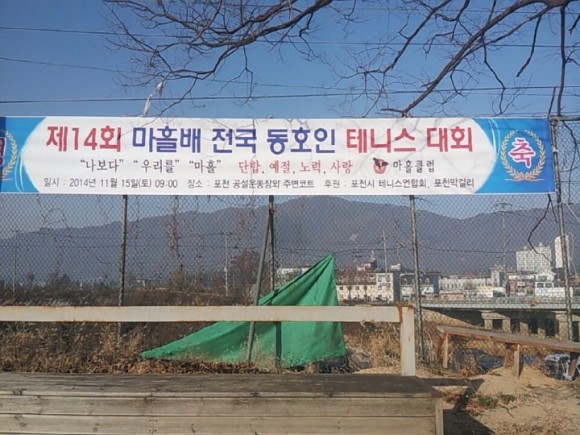 제14회 마홀배 전국 동호인 테니스 대회
"나보다" "우리를" "마홀" 단합, 예절, 노력, 사랑 마홀클럽
일시 : 2014년 11월 15일(토) 09:00 장소 : 포천 공설운동장외 주변코트 후원 : 포천시 테니스연합회, 포천막걸리
축